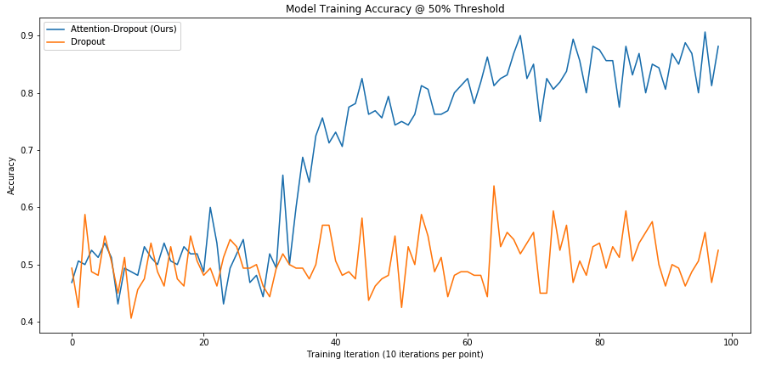 Model Training Accuracy @ 50% Threshold
Attention-Dropout (Ours)
Dropout
Accuracy
0.9
0.8
0.7
0.6
0.5
0.4
0 20 40 60 80 100
Training Iteration (10 iterations per point)